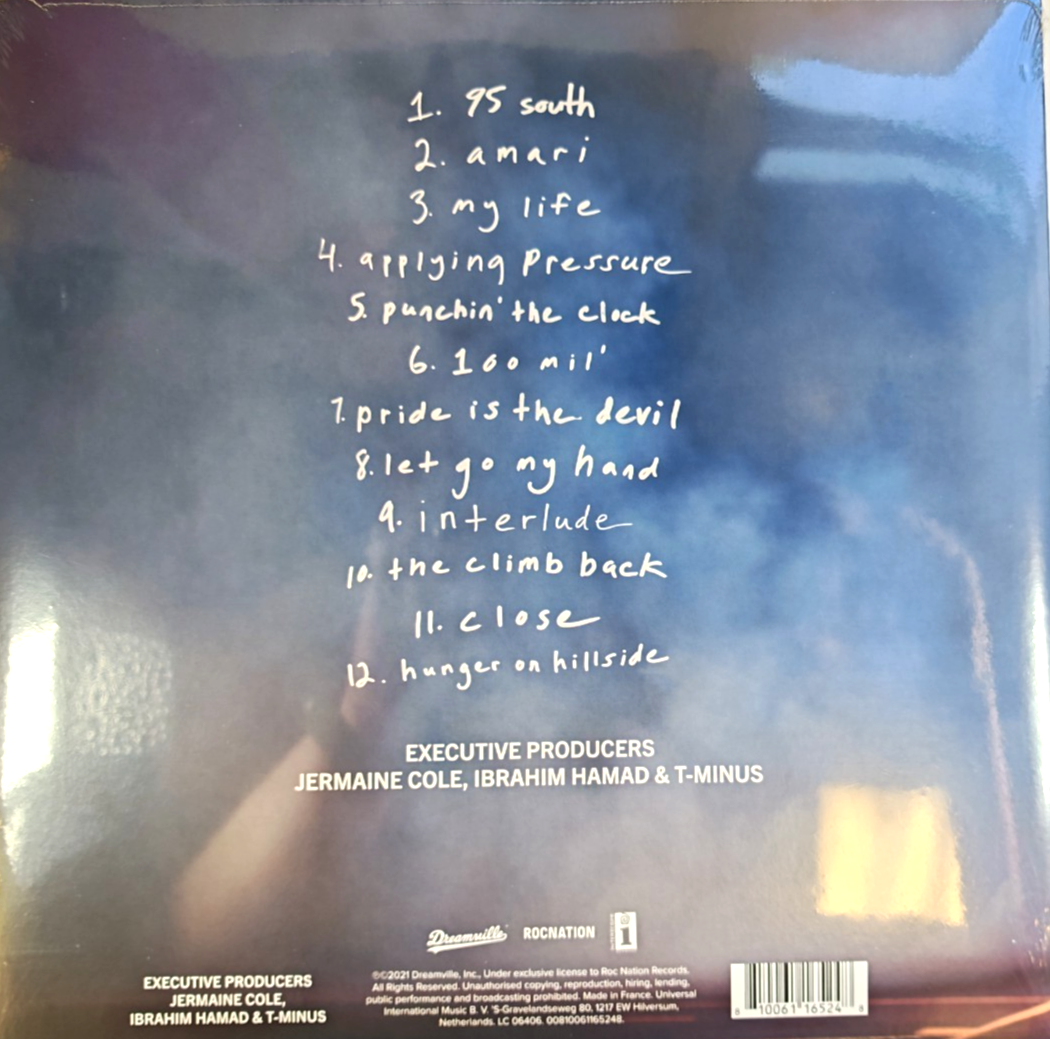 1. 95 south
2. amari
3. my life
4. applying pressure
5. punchin' the clock
6. 100 mil'
7. pride is the devil
8. let go my hand
9. interlude
10. the climb back
11. close
12. hunger on hillside
EXECUTIVE PRODUCERS
JERMAINE COLE, IBRAHIM HAMAD & T-MINUS
Dreamville ROCNATION i
EXECUTIVE PRODUCERS
JERMAINE COLE,
IBRAHIM HAMAD & T-MINUS
℗©2021 Dreamville, Inc., Under exclusive license to Roc Nation Records.
All Rights Reserved. Unauthorised copying, reproduction, hiring, lending,
public performance and broadcasting prohibited. Made in France. Universal
International Music B. V. 'S-Gravelandseweg 80, 1217 EW Hilversum,
Netherlands. LC 06406. 00810061165248.
8 10061 16524 8